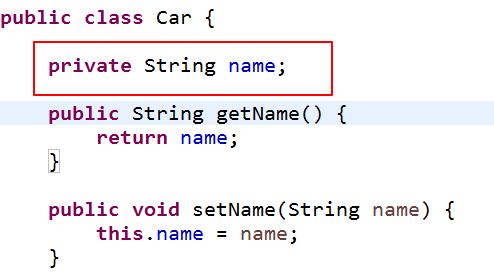 public class Car {
private String name;
public String getName() {
return name;
}
public void setName(String name) {
this.name = name;
}